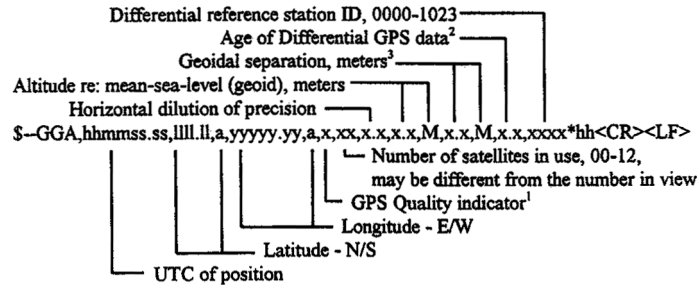 Differential reference station ID, 0000-1023
Age of Differential GPS data²
Geoidal separation, meters³
Altitude re: mean-sea-level (geoid), meters
Horizontal dilution of precision
$--GGA,hhmmss.ss,llll.ll,a,yyyyy.yy,a,x,xx,x.x,x.x,M,x.x,M,x.x,xxxx*hh<CR><LF>
Number of satellites in use, 00-12,
may be different from the number in view
GPS Quality indicator¹
Longitude - E/W
Latitude - N/S
UTC of position